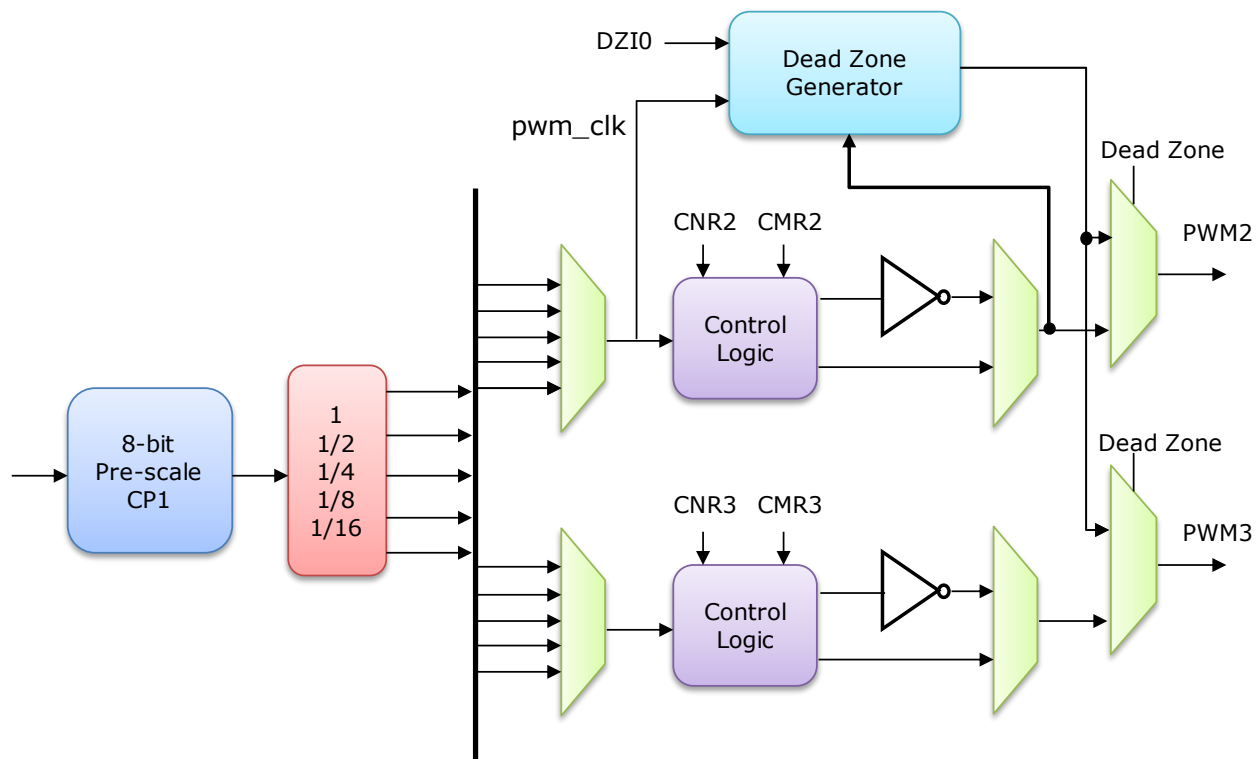 DZI0
Dead Zone
Generator
pwm_clk
Dead Zone
CNR2
CMR2
PWM2
Control
Logic
8-bit
Pre-scale
CP1
1
1/2
1/4
1/8
1/16
Dead Zone
CNR3
CMR3
PWM3
Control
Logic